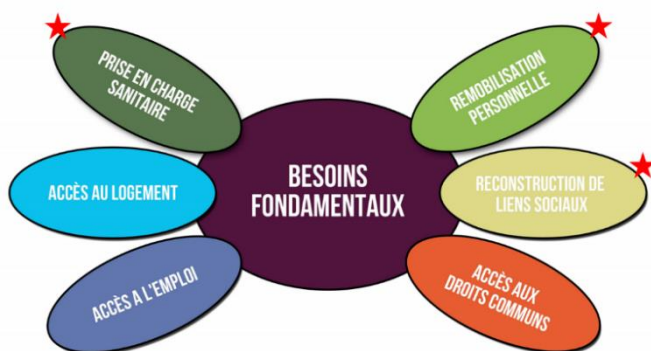 PRISE EN CHARGE
SANITAIRE
REMOBILISATION
PERSONNELLE
ACCÈS AU LOGEMENT
BESOINS
FONDAMENTAUX
RECONSTRUCTION DE
LIENS SOCIAUX
ACCÈS A L'EMPLOI
ACCÈS AUX
DROITS COMMUNS